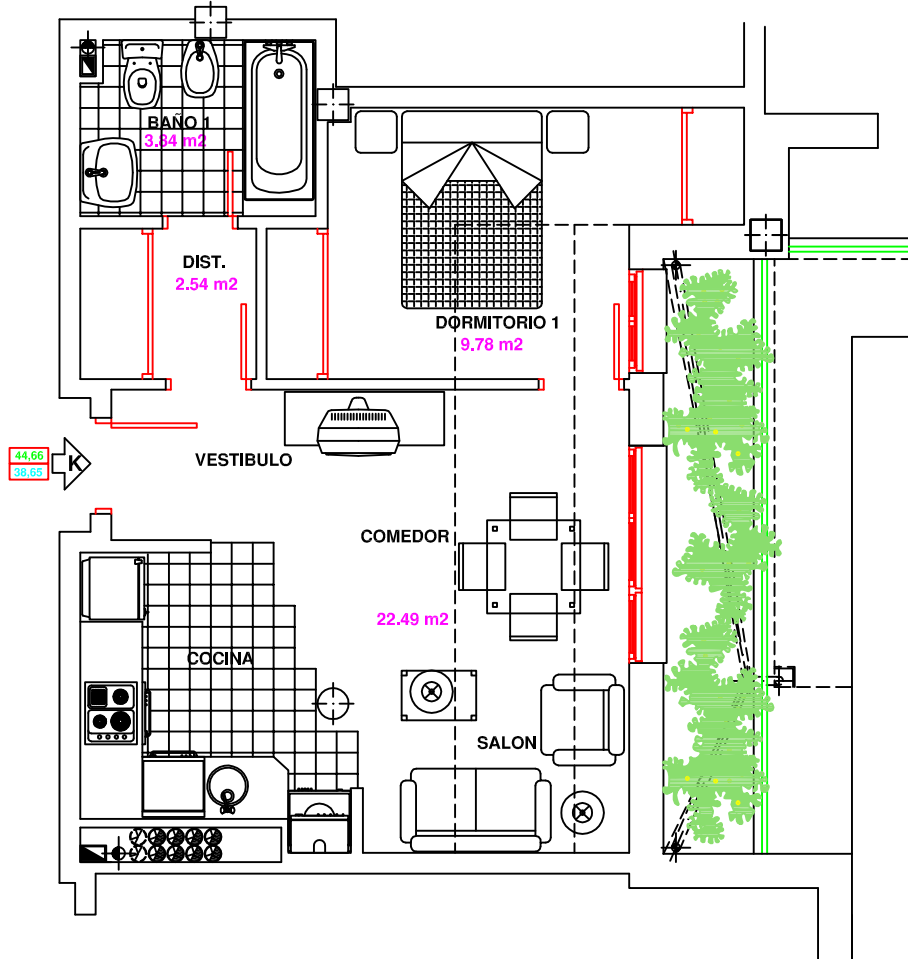 BAÑO 1
3.84 m2
DIST.
2.54 m2
DORMITORIO 1
9.78 m2
VESTIBULO
44,66
38,65
K
COMEDOR
22.49 m2
COCINA
SALON